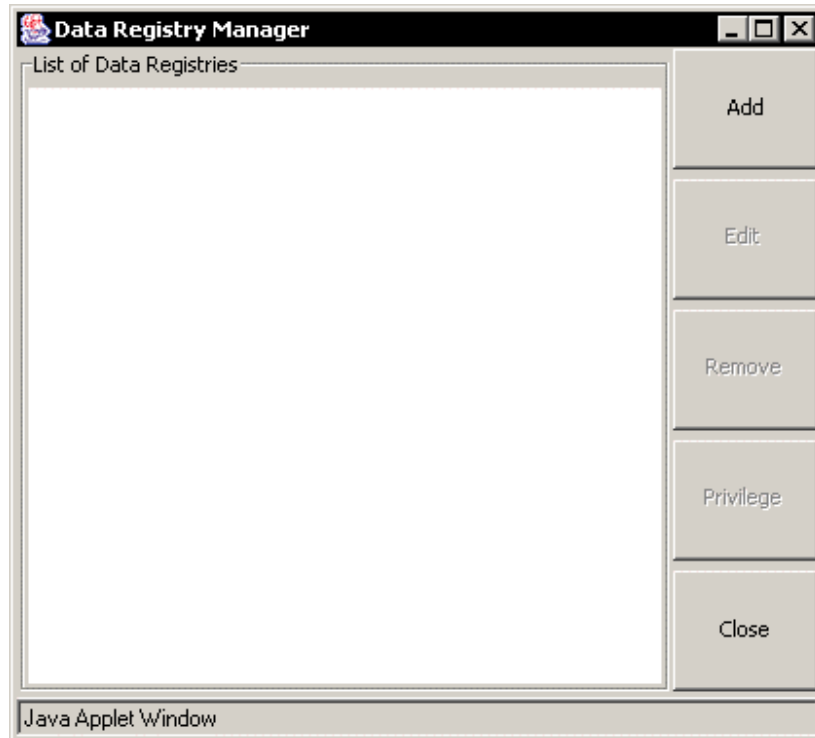 Data Registry Manager
List of Data Registries
Add
Edit
Remove
Privilege
Close
Java Applet Window